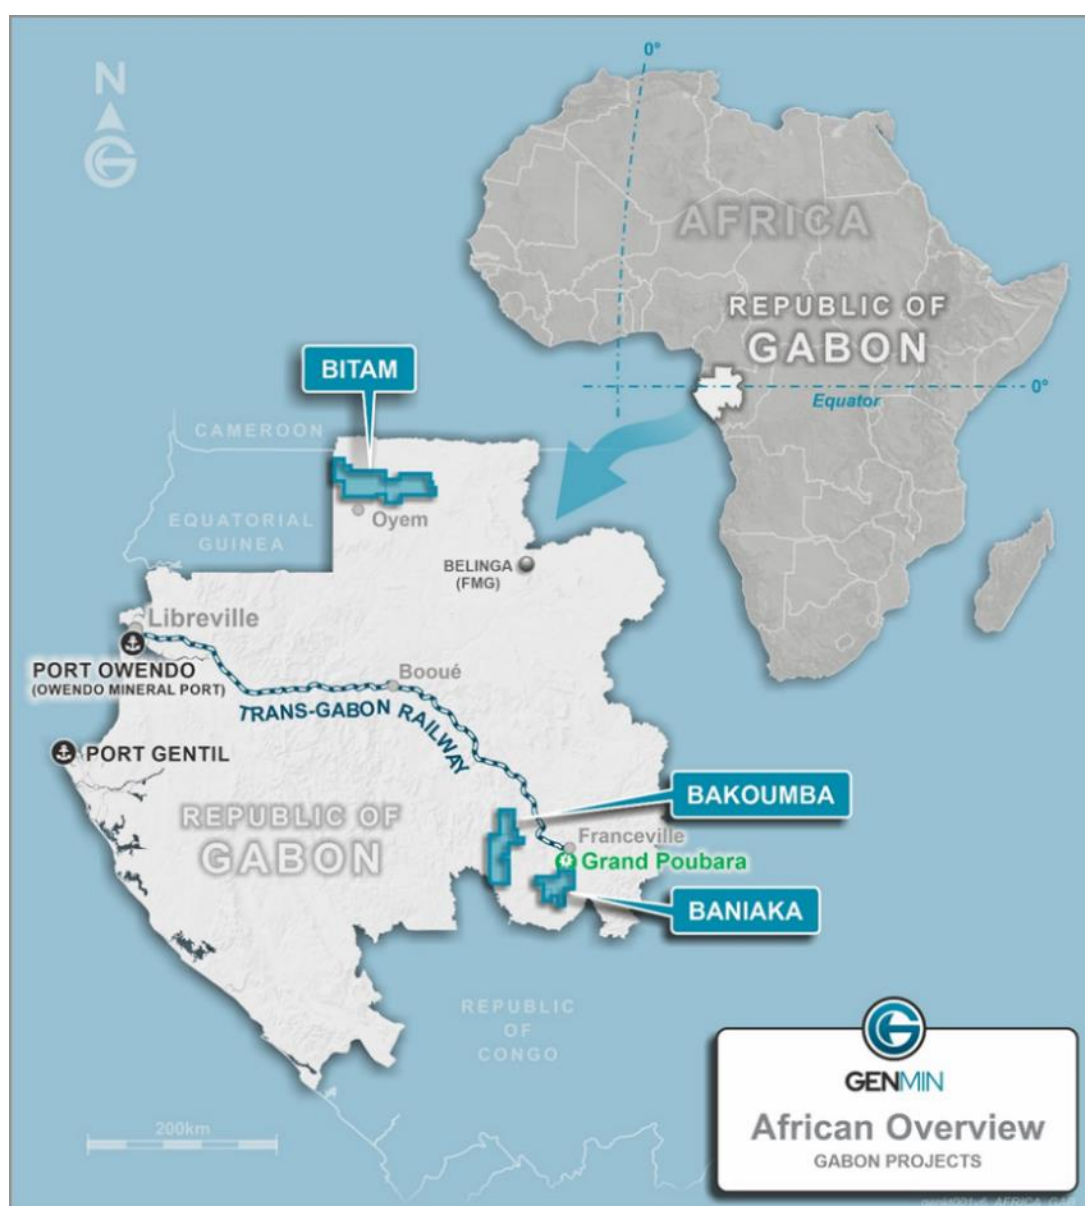 N
0°
AFRICA
REPUBLIC OF
GABON
0°
Equator
BITAM
CAMEROON
EQUATORIAL
GUINEA
Oyem
BELINGA
(FMG)
Libreville
PORT OWENDO
(OWENDO MINERAL PORT)
Booué
TRANS-GABON RAILWAY
PORT GENTIL
BAKOUMBA
REPUBLIC OF
GABON
Franceville
Grand Poubara
BANIAKA
REPUBLIC
OF
CONGO
200km
GENMIN
African Overview
GABON PROJECTS